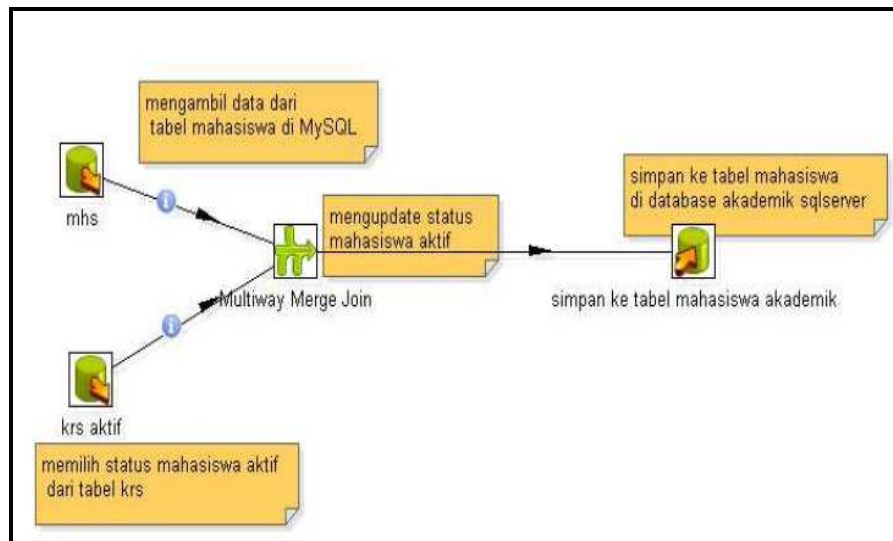 mengambil data dari
tabel mahasiswa di MySQL
mhs
simpan ke tabel mahasiswa
di database akademik sqlserver
mengupdate status
mahasiswa aktif
Multiway Merge Join
simpan ke tabel mahasiswa akademik
krs aktif
memilih status mahasiswa aktif
dari tabel krs